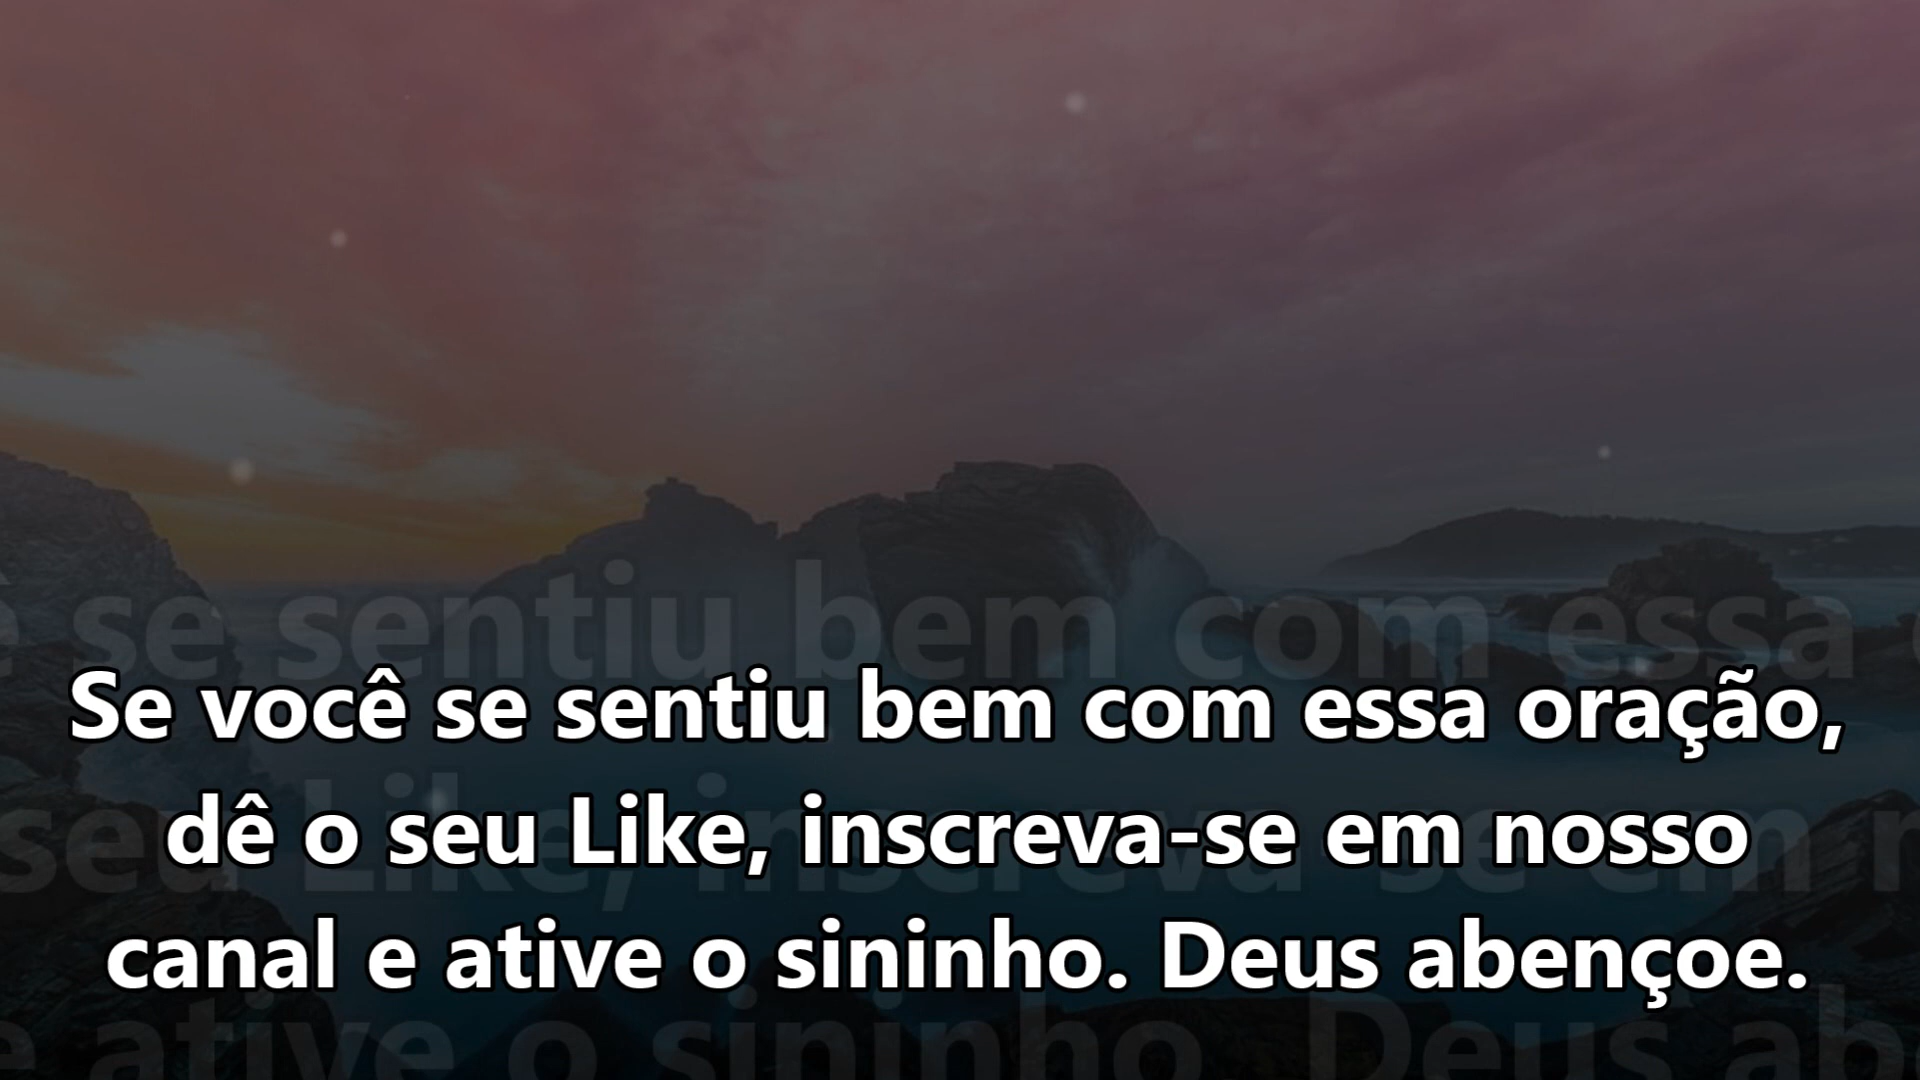 Se você se sentiu bem com essa oração,
dê o seu Like, inscreva-se em nosso
canal e ative o sininho. Deus abençoe.